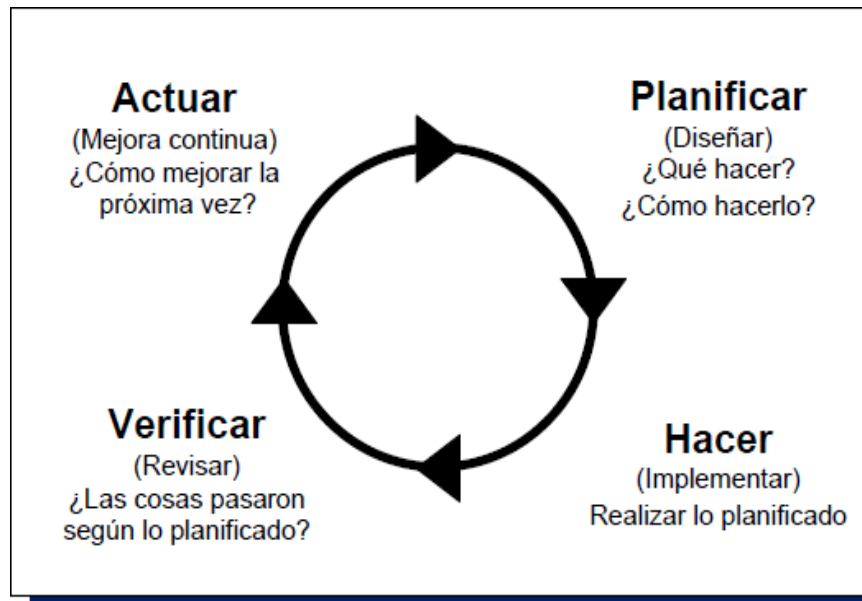 Actuar
(Mejora continua)
¿Cómo mejorar la
próxima vez?
Planificar
(Diseñar)
¿Qué hacer?
¿Cómo hacerlo?
Verificar
(Revisar)
¿Las cosas pasaron
según lo planificado?
Hacer
(Implementar)
Realizar lo planificado